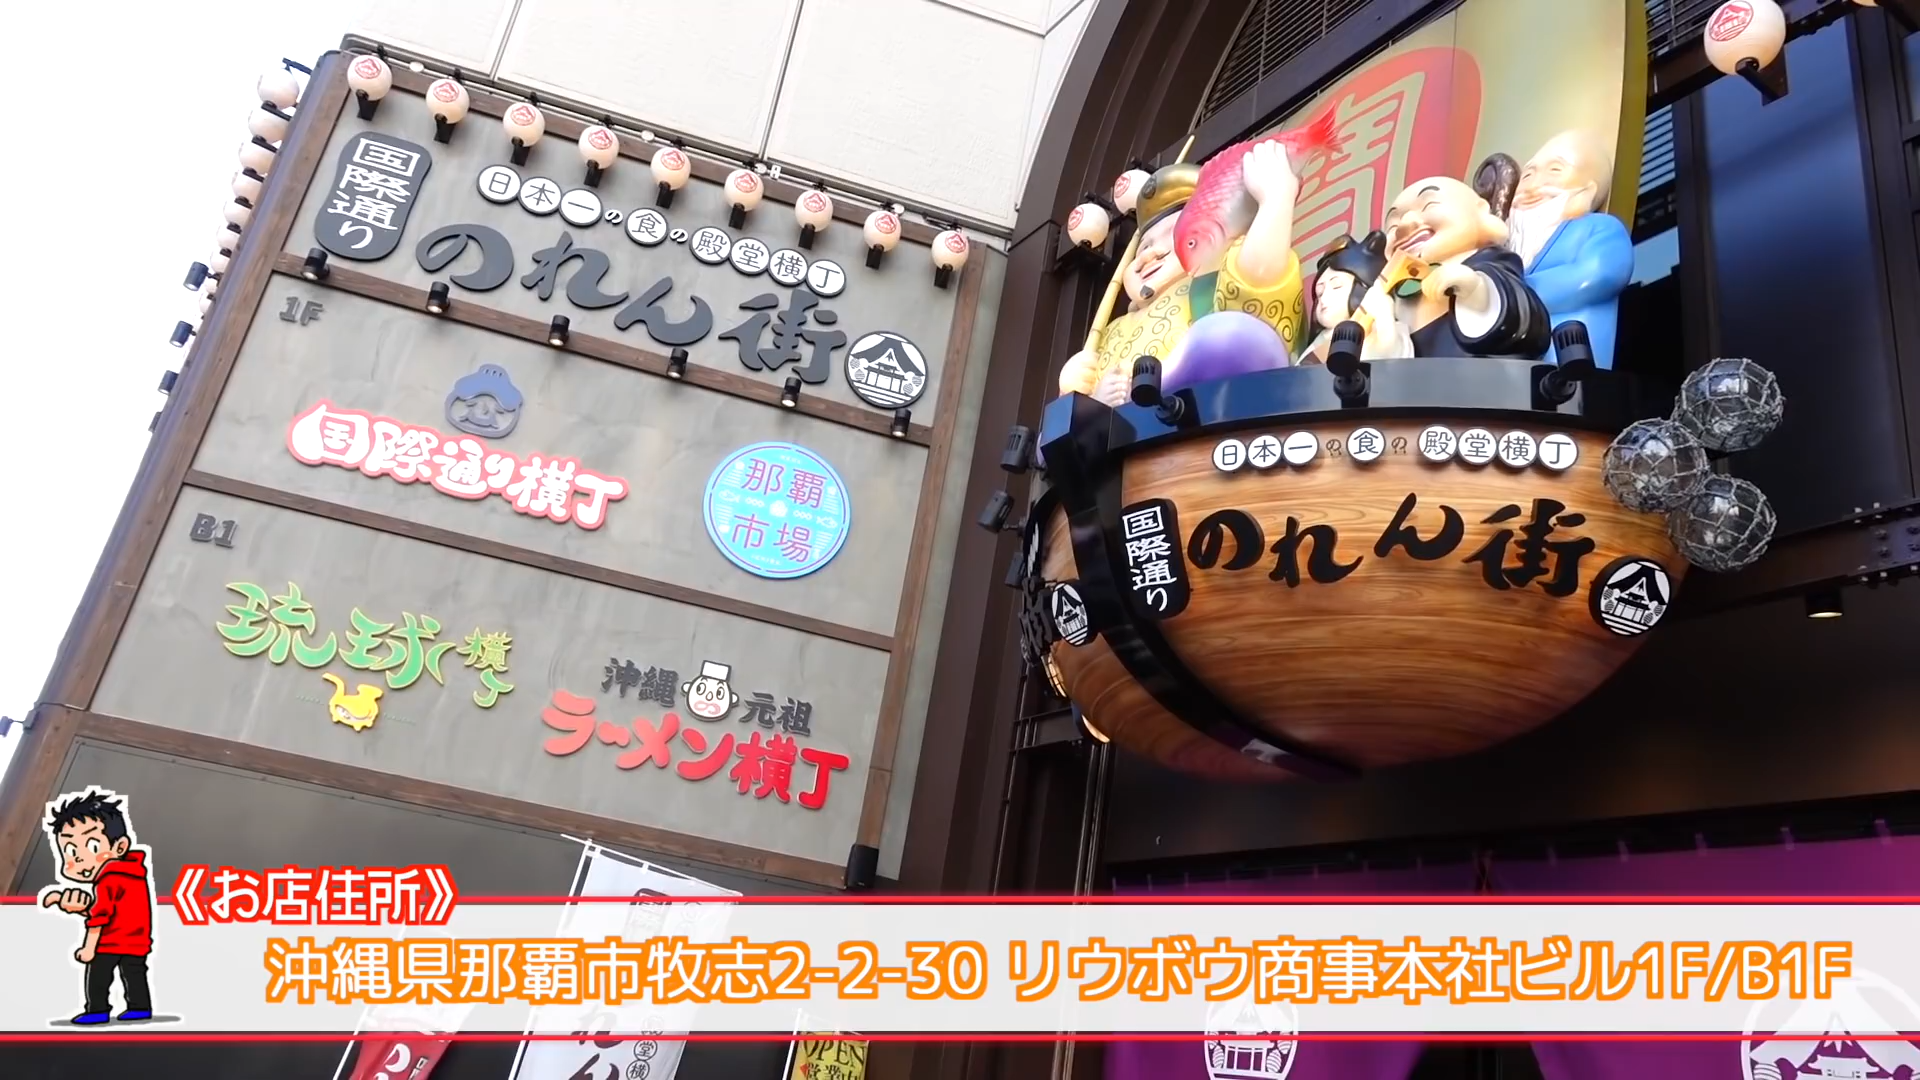 国際通り
日本一の食の殿堂横丁
のれん街
1F
国際通り横丁
那覇
市場
B1
琉球横丁
沖縄 元祖
ラーメン横丁
日本一の食の殿堂横丁
国際通り
のれん街
《お店住所》
沖縄県那覇市牧志2-2-30 リウボウ商事本社ビル1F/B1F
OPEN